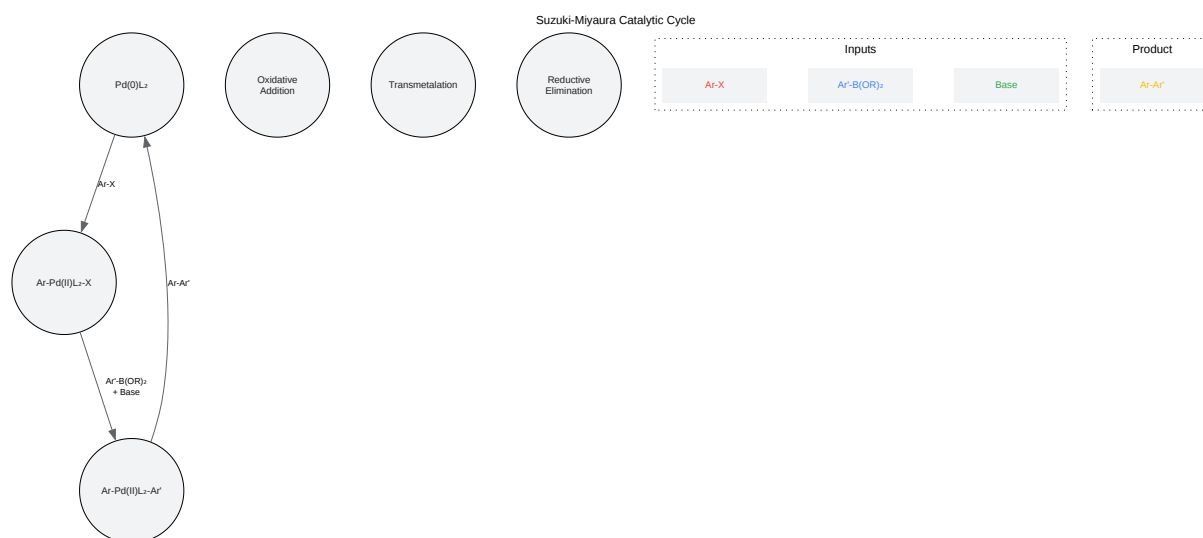 Suzuki-Miyaura Catalytic Cycle
Pd(0)L₂
Oxidative
Addition
Transmetalation
Reductive
Elimination
Inputs
Ar-X
Ar'-B(OR)₂
Base
Product
Ar-Ar'
Ar-X
Ar-Pd(II)L₂-X
Ar-Ar'
Ar'-B(OR)₂
+ Base
Ar-Pd(II)L₂-Ar'